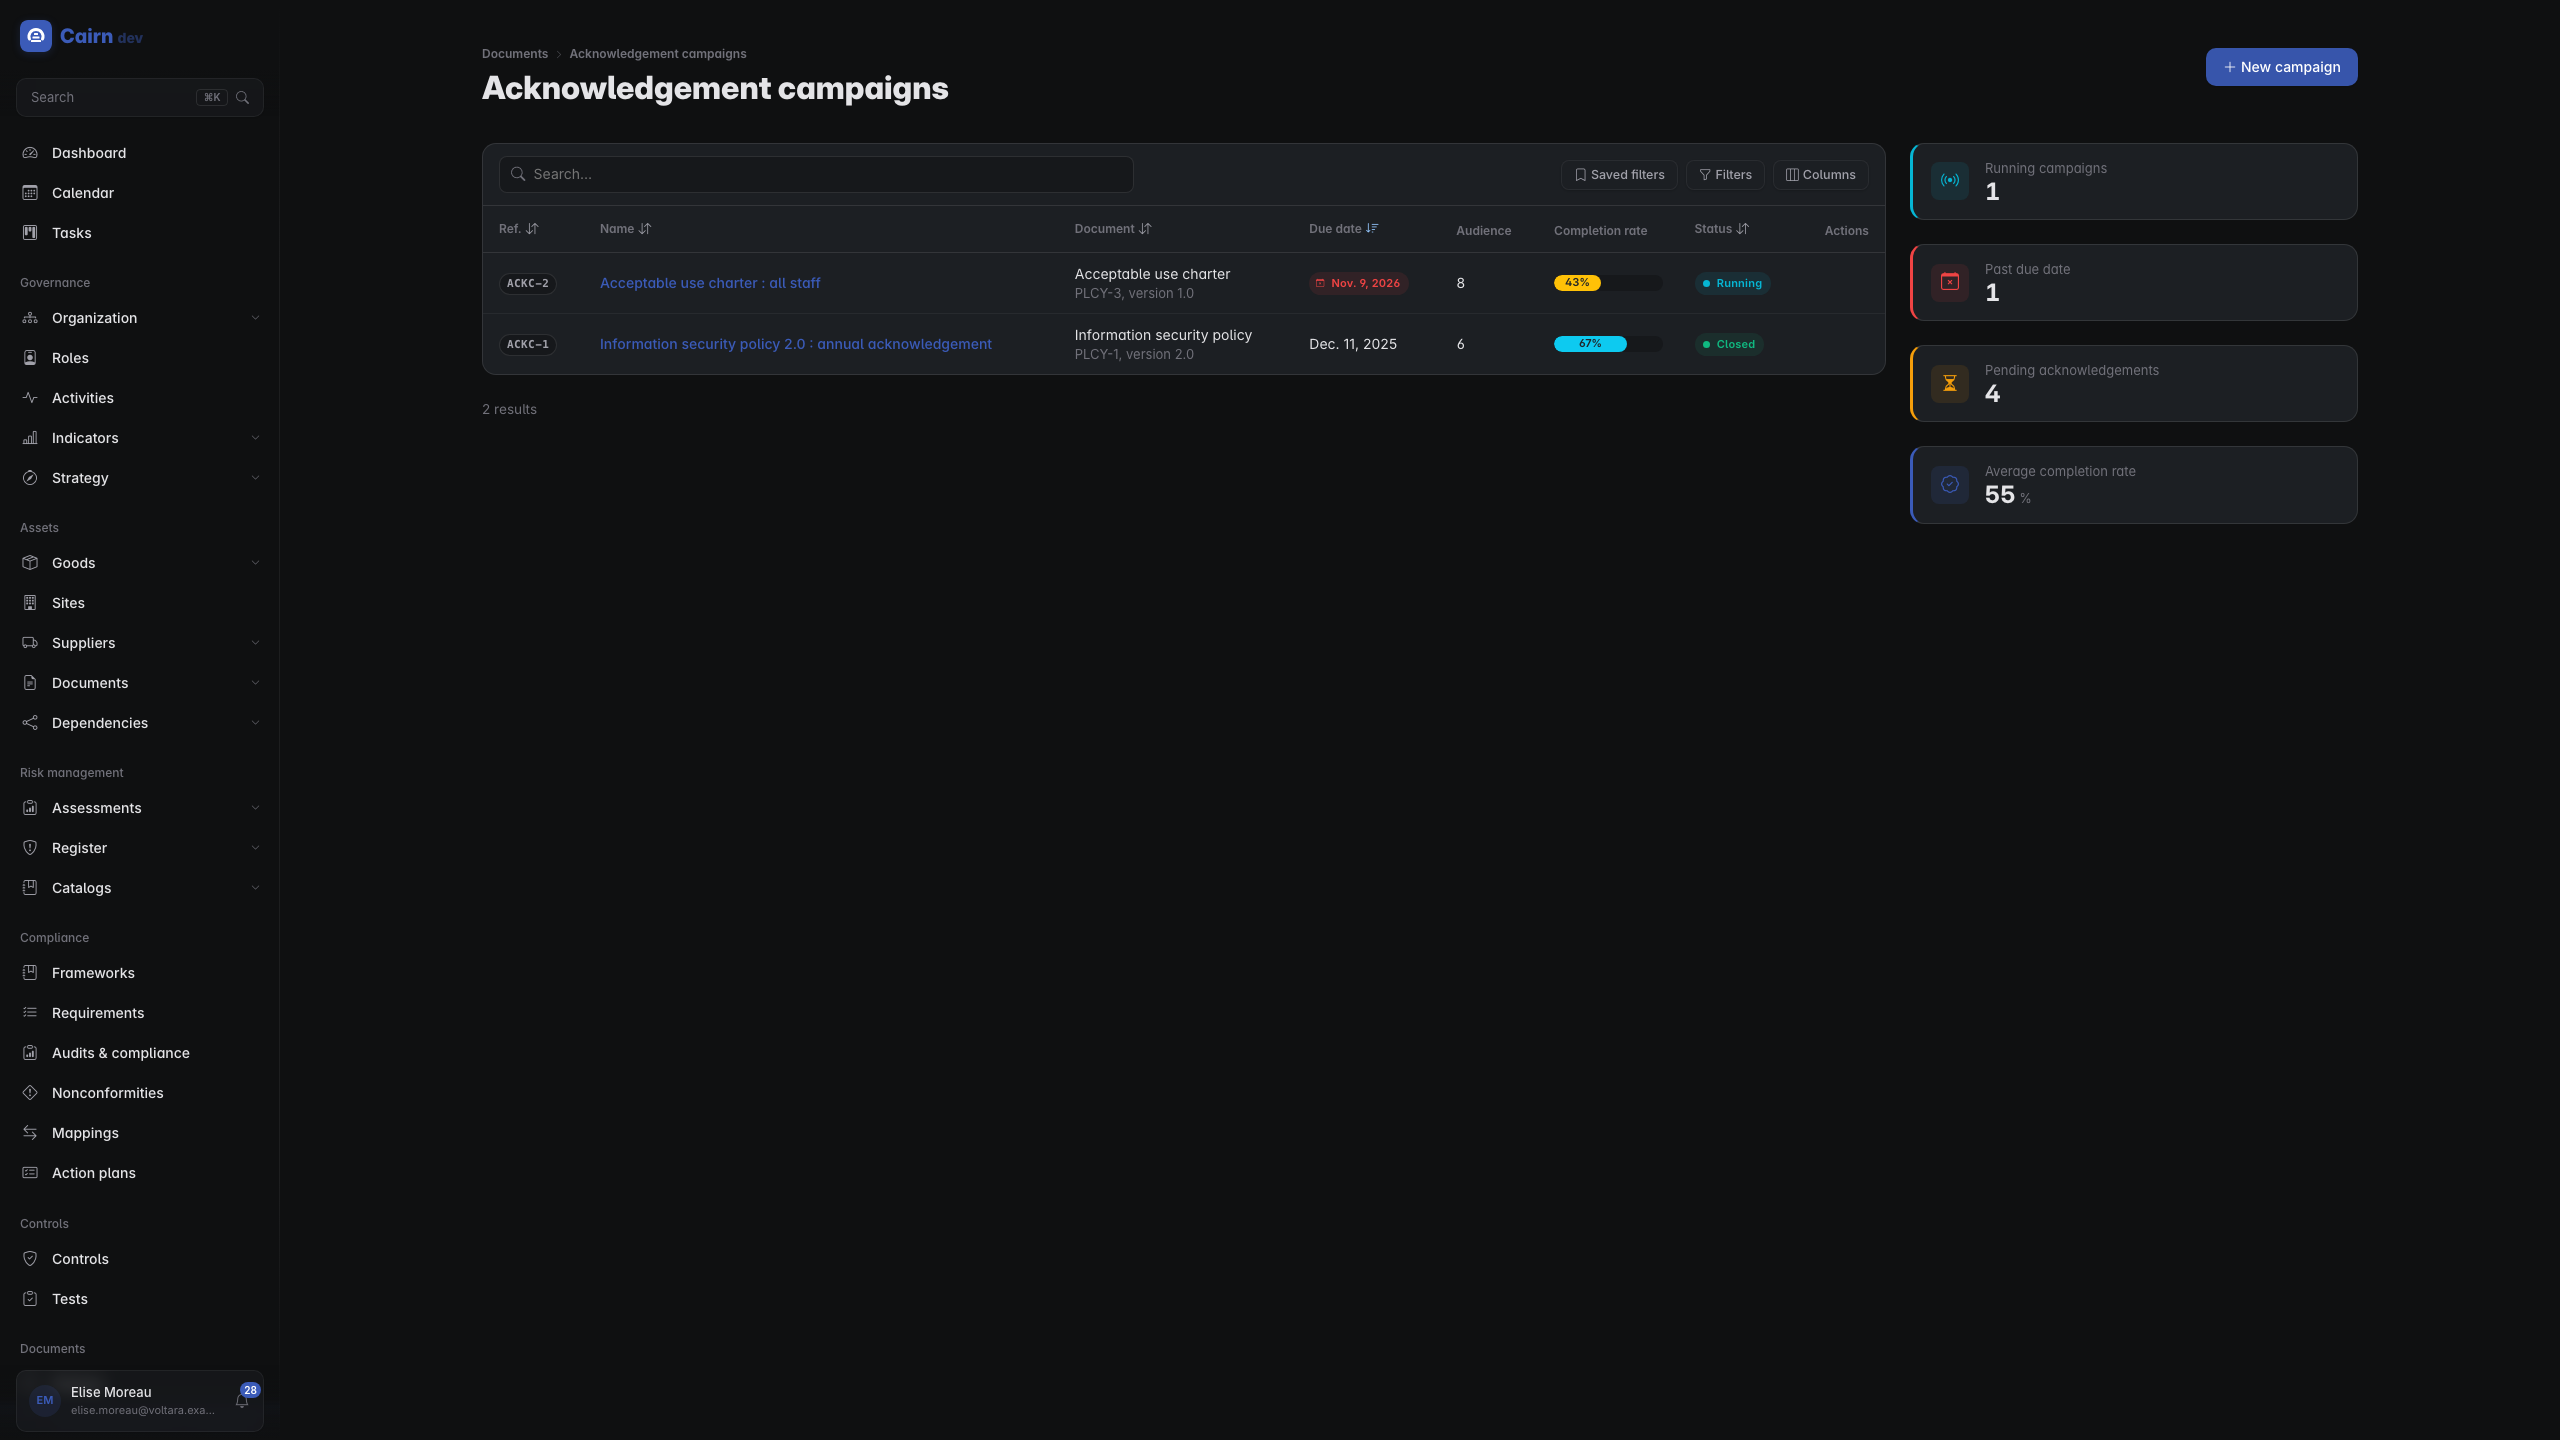 Cairn dev
Search ⌘K
Dashboard
Calendar
Tasks
Governance
Organization
Roles
Activities
Indicators
Strategy
Assets
Goods
Sites
Suppliers
Documents
Dependencies
Risk management
Assessments
Register
Catalogs
Compliance
Frameworks
Requirements
Audits & compliance
Nonconformities
Mappings
Action plans
Controls
Controls
Tests
Documents
EM
Elise Moreau
elise.moreau@voltara.exa...
28
Documents > Acknowledgement campaigns
Acknowledgement campaigns
+ New campaign
Search...
Saved filters
Filters
Columns
Ref. Name Document Due date Audience Completion rate Status Actions
ACKC-2 Acceptable use charter : all staff Acceptable use charter Nov. 9, 2026 8 43% Running
PLCY-3, version 1.0
ACKC-1 Information security policy 2.0 : annual acknowledgement Information security policy Dec. 11, 2025 6 67% Closed
PLCY-1, version 2.0
2 results
Running campaigns
1
Past due date
1
Pending acknowledgements
4
Average completion rate
55 %